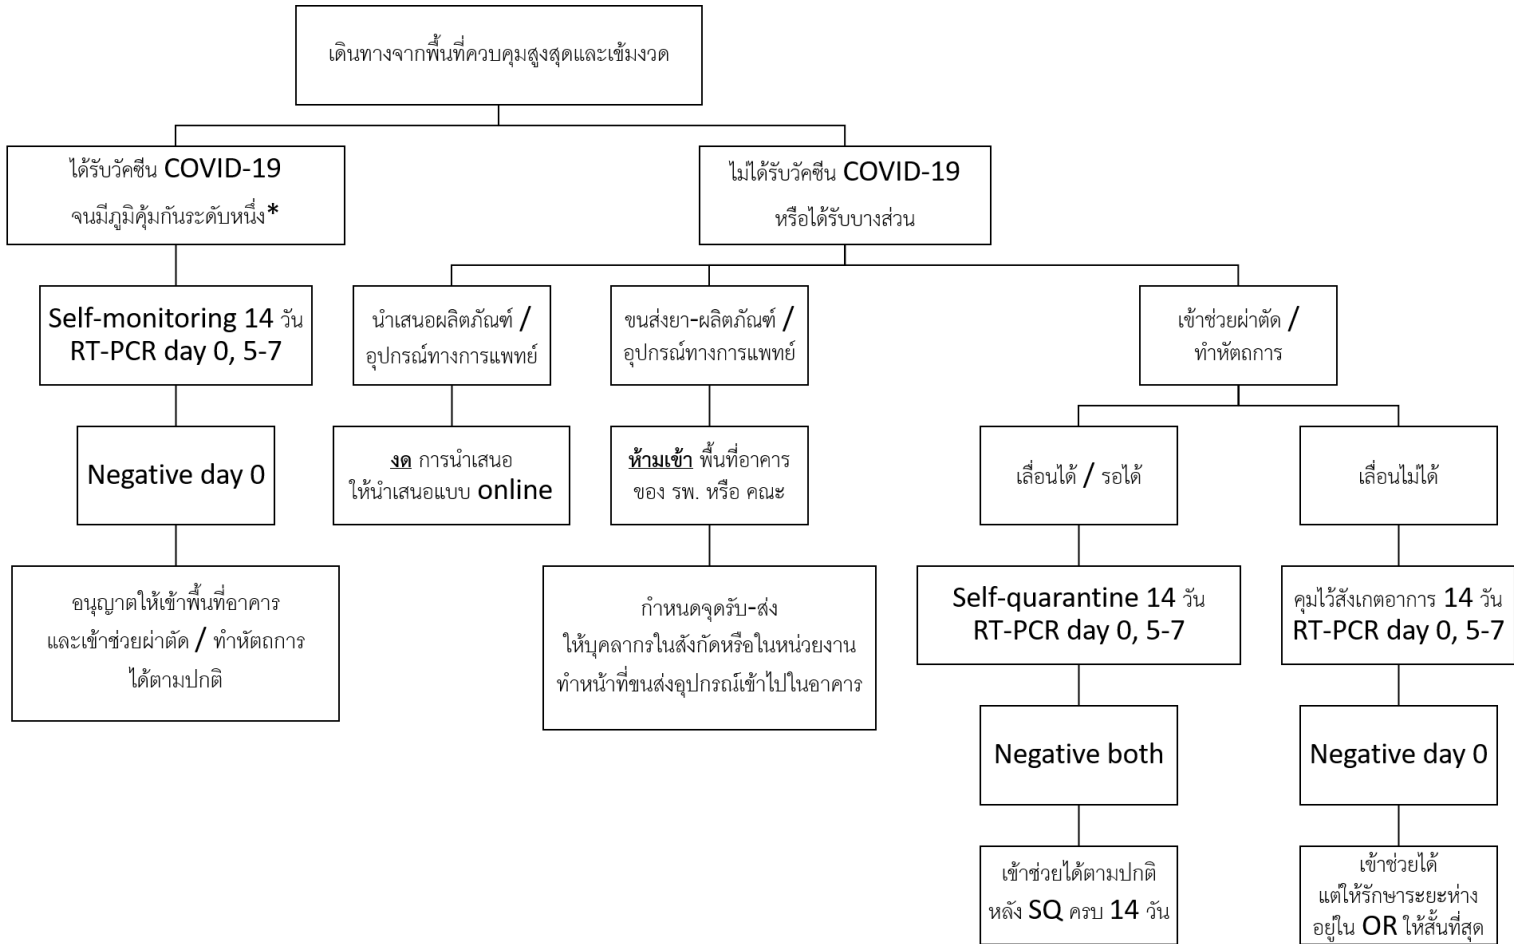 เดินทางจากพื้นที่ควบคุมสูงสุดและเข้มงวด
ได้รับวัคซีน COVID-19
จนมีภูมิคุ้มกันระดับหนึ่ง*
ไม่ได้รับวัคซีน COVID-19
หรือได้รับบางส่วน
Self-monitoring 14 วัน
RT-PCR day 0, 5-7
นำเสนอผลิตภัณฑ์ /
อุปกรณ์ทางการแพทย์
ขนส่งยา-ผลิตภัณฑ์ /
อุปกรณ์ทางการแพทย์
เข้าช่วยผ่าตัด /
ทำหัตถการ
Negative day 0
งด การนำเสนอ
ให้นำเสนอแบบ online
ห้ามเข้า พื้นที่อาคาร
ของ รพ. หรือ คณะ
เลื่อนได้ / รอได้
เลื่อนไม่ได้
อนุญาตให้เข้าพื้นที่อาคาร
และเข้าช่วยผ่าตัด / ทำหัตถการ
ได้ตามปกติ
กำหนดจุดรับ-ส่ง
ให้บุคลากรในสังกัดหรือในหน่วยงาน
ทำหน้าที่ขนส่งอุปกรณ์เข้าไปในอาคาร
Self-quarantine 14 วัน
RT-PCR day 0, 5-7
คุมไว้สังเกตอาการ 14 วัน
RT-PCR day 0, 5-7
Negative both
Negative day 0
เข้าช่วยได้ตามปกติ
หลัง SQ ครบ 14 วัน
เข้าช่วยได้
แต่ให้รักษาระยะห่าง
อยู่ใน OR ให้สั้นที่สุด